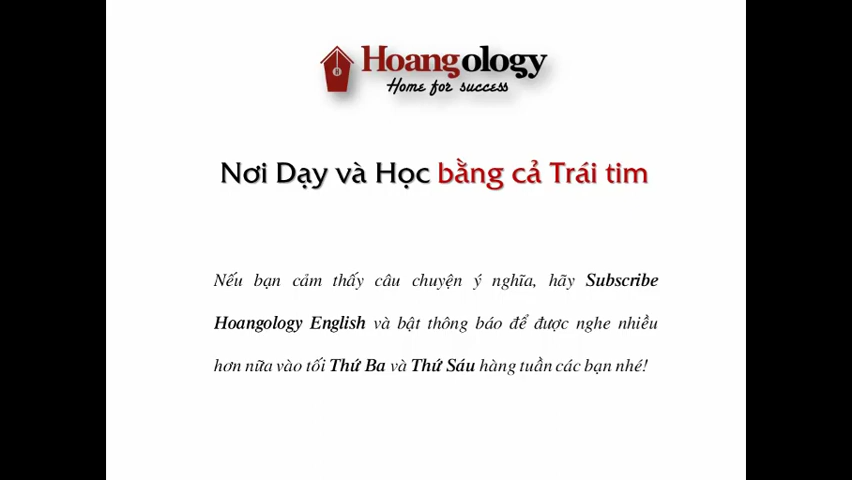 Hoangology
Home for success
Nơi Dạy và Học bằng cả Trái tim
Nếu bạn cảm thấy câu chuyện ý nghĩa, hãy Subscribe
Hoangology English và bật thông báo để được nghe nhiều
hơn nữa vào tối Thứ Ba và Thứ Sáu hàng tuần các bạn nhé!